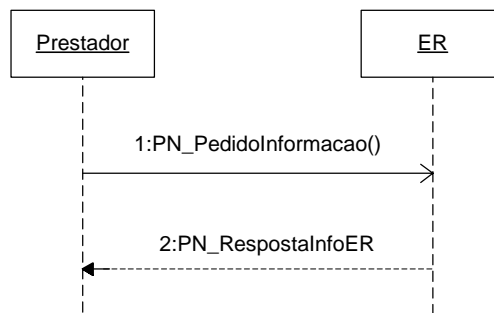 Prestador
ER
1:PN_PedidoInformacao()
2:PN_RespostaInfoER